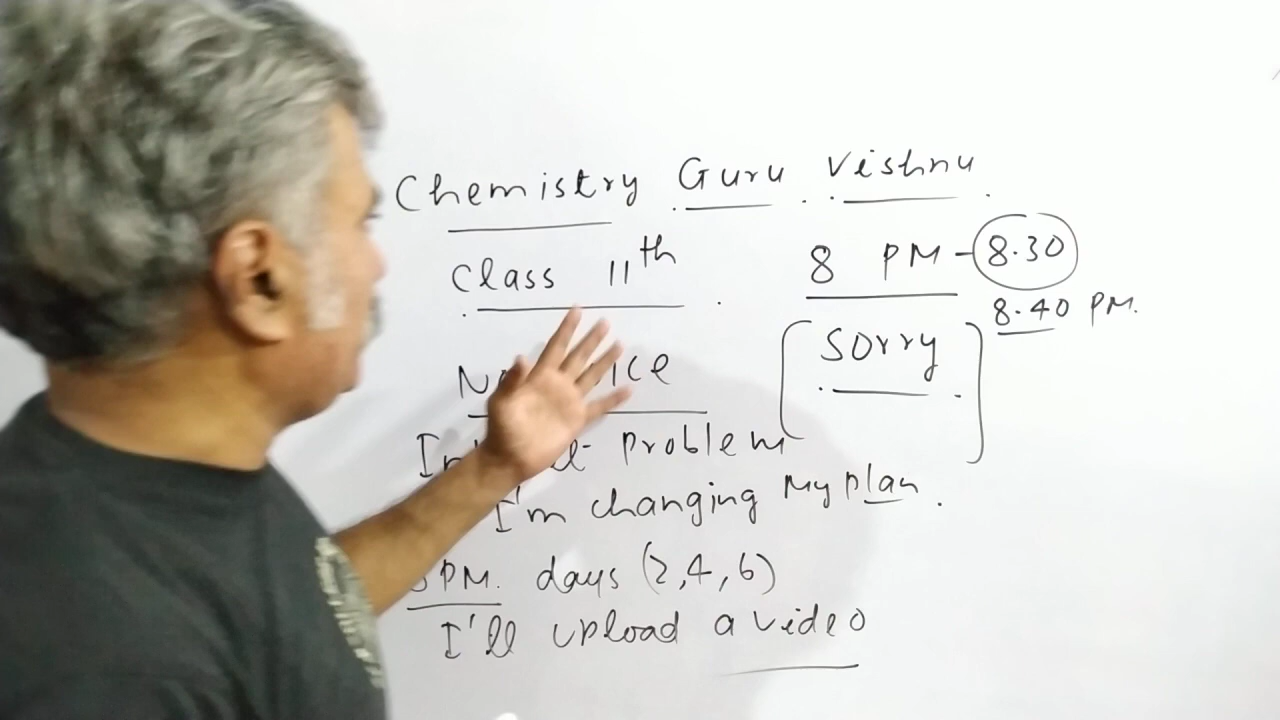 Chemistry Guru Vishnu
Class 11th
8 PM - 8.30
8.40 PM.
Sorry
problem
I'm changing My plan.
PM. days (2,4,6)
I'll upload a video